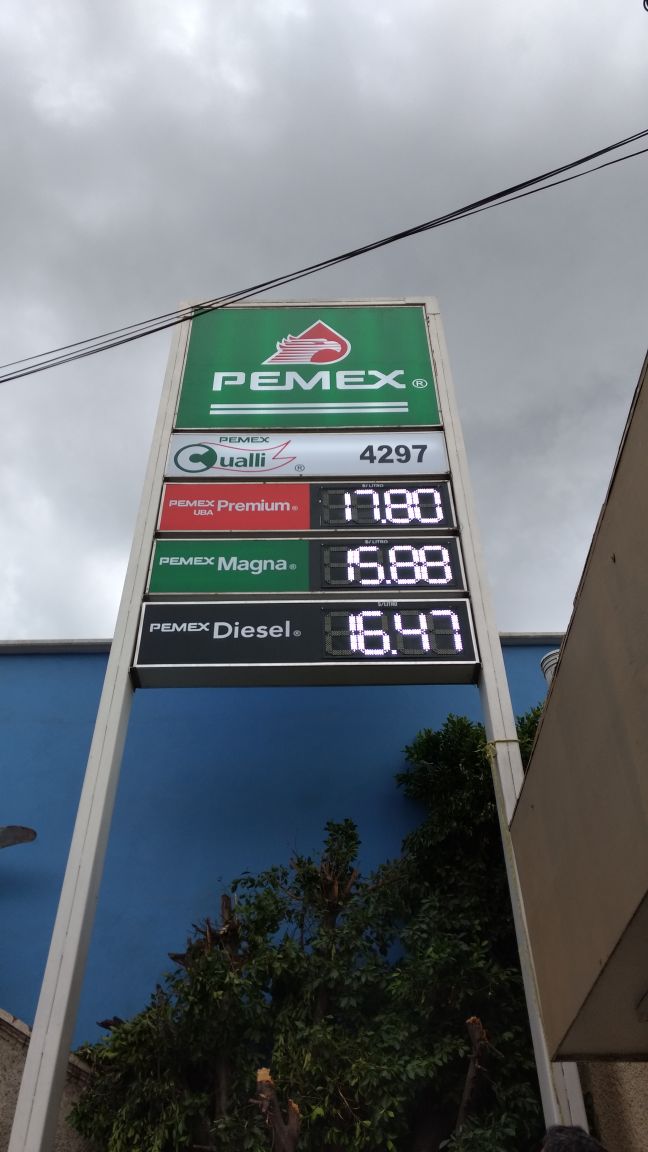 PEMEX®
PEMEX
Cualli® 4297
$/LITRO
PEMEX Premium® 17.80
UBA
$/LITRO
PEMEX Magna® 15.88
$/LITRO
PEMEX Diesel® 16.47